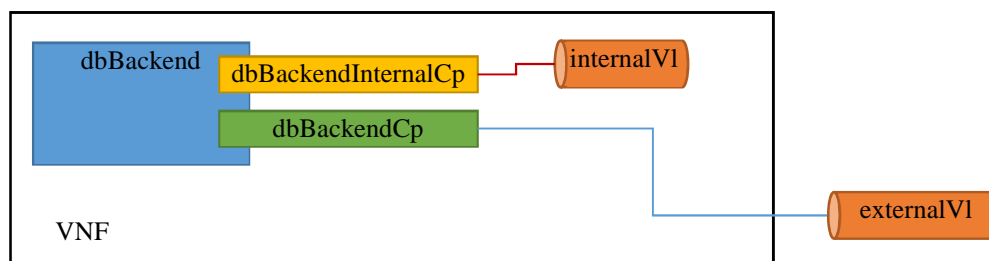 dbBackend
dbBackendInternalCp
internalVl
dbBackendCp
externalVl
VNF